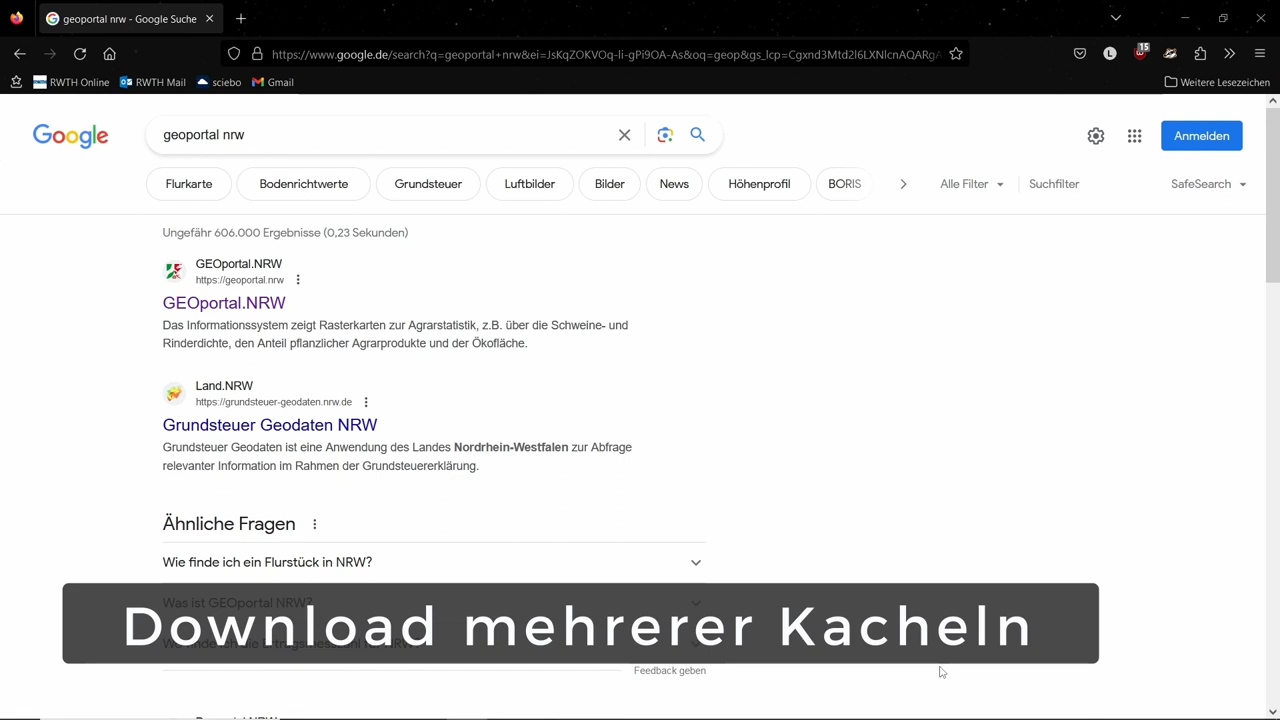 geoportal nrw - Google Suche
https://www.google.de/search?q=geoportal+nrw&ei=JsKqZOKVOq-li-gPi9OA-As&oq=geop&gs_lcp=Cgxnd3Mtd2l6LXNlcnAQARgA
15
L
RWTH Online
RWTH Mail
sciebo
Gmail
Weitere Lesezeichen
Google
geoportal nrw
Anmelden
Flurkarte
Bodenrichtwerte
Grundsteuer
Luftbilder
Bilder
News
Höhenprofil
BORIS
Alle Filter
Suchfilter
SafeSearch
Ungefähr 606.000 Ergebnisse (0,23 Sekunden)
GEOportal.NRW
https://geoportal.nrw
GEOportal.NRW
Das Informationssystem zeigt Rasterkarten zur Agrarstatistik, z.B. über die Schweine- und
Rinderdichte, den Anteil pflanzlicher Agrarprodukte und der Ökofläche.
Land.NRW
https://grundsteuer-geodaten.nrw.de
Grundsteuer Geodaten NRW
Grundsteuer Geodaten ist eine Anwendung des Landes Nordrhein-Westfalen zur Abfrage
relevanter Information im Rahmen der Grundsteuererklärung.
Ähnliche Fragen
Wie finde ich ein Flurstück in NRW?
Was ist GEOportal NRW?
Download mehrerer Kacheln
Feedback geben